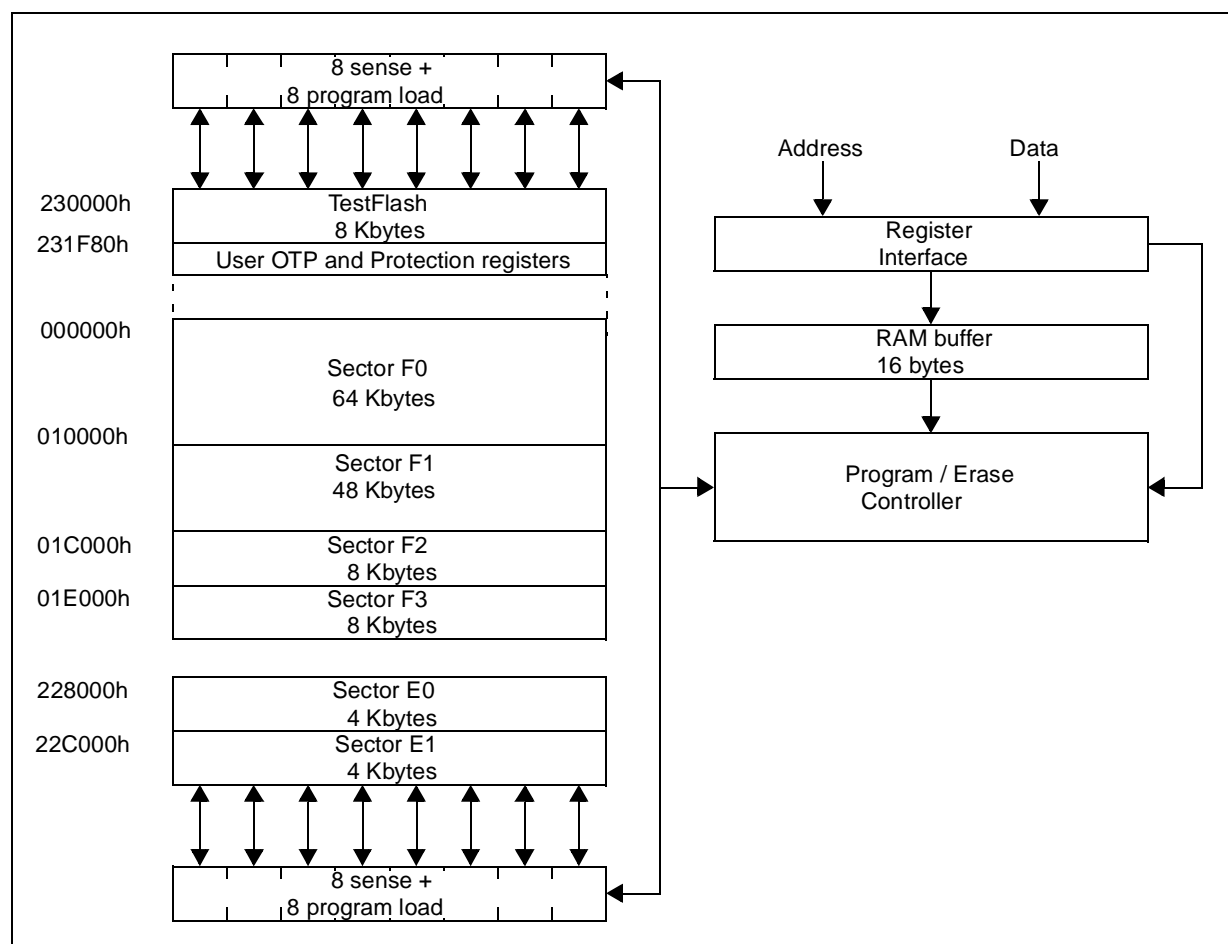 8 sense +
8 program load
230000h
TestFlash
8 Kbytes
231F80h
User OTP and Protection registers
000000h
Sector F0
64 Kbytes
010000h
Sector F1
48 Kbytes
01C000h
Sector F2
8 Kbytes
01E000h
Sector F3
8 Kbytes
228000h
Sector E0
4 Kbytes
22C000h
Sector E1
4 Kbytes
8 sense +
8 program load
Address
Data
Register
Interface
RAM buffer
16 bytes
Program / Erase
Controller